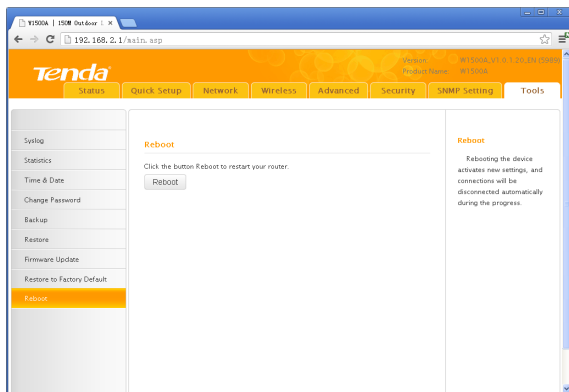 W1500A | 150M Outdoor
192.168.2.1/main.asp
Tenda
Version W1500A_V1.0.1.20_EN (5989)
Product Name W1500A
Status Quick Setup Network Wireless Advanced Security SNMP Setting Tools
Syslog
Statistics
Time & Date
Change Password
Backup
Restore
Firmware Update
Restore to Factory Default
Reboot
Reboot
Click the button Reboot to restart your router.
Reboot
Reboot
Rebooting the device
activates new settings, and
connections will be
disconnected automatically
during the progress.